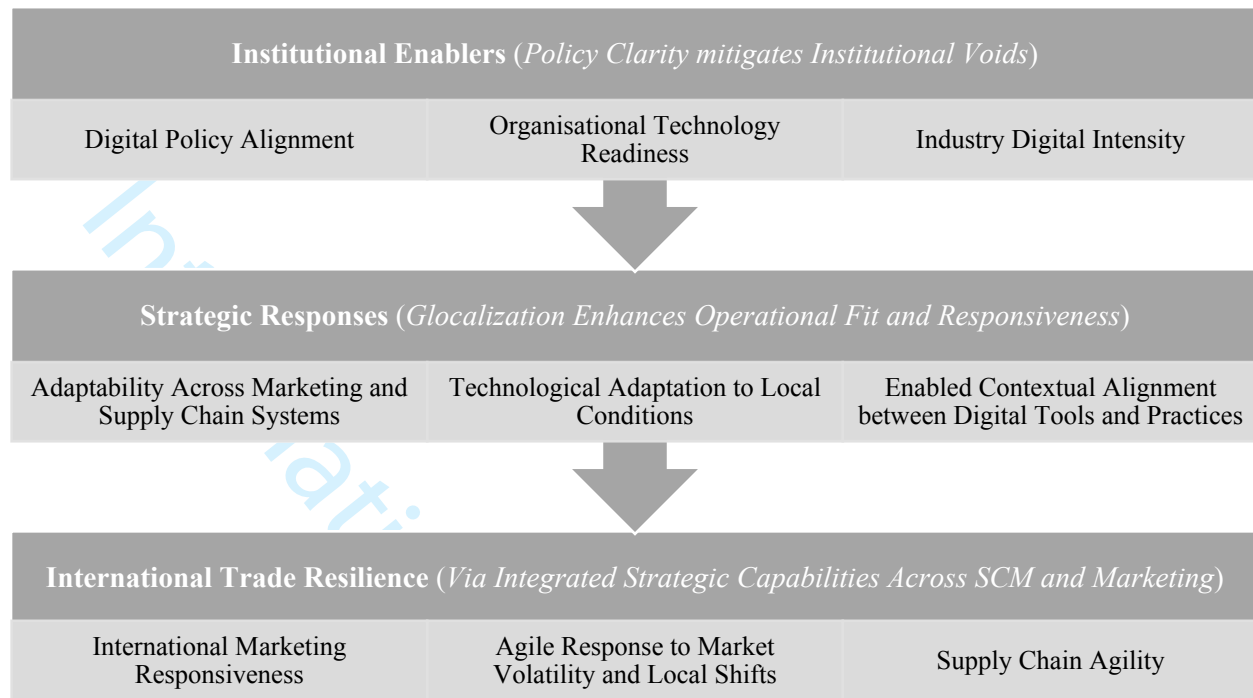 Institutional Enablers (Policy Clarity mitigates Institutional Voids)
Digital Policy Alignment
Organisational Technology
Readiness
Industry Digital Intensity
Strategic Responses (Glocalization Enhances Operational Fit and Responsiveness)
Adaptability Across Marketing and
Supply Chain Systems
Technological Adaptation to Local
Conditions
Enabled Contextual Alignment
between Digital Tools and Practices
International Trade Resilience (Via Integrated Strategic Capabilities Across SCM and Marketing)
International Marketing
Responsiveness
Agile Response to Market
Volatility and Local Shifts
Supply Chain Agility